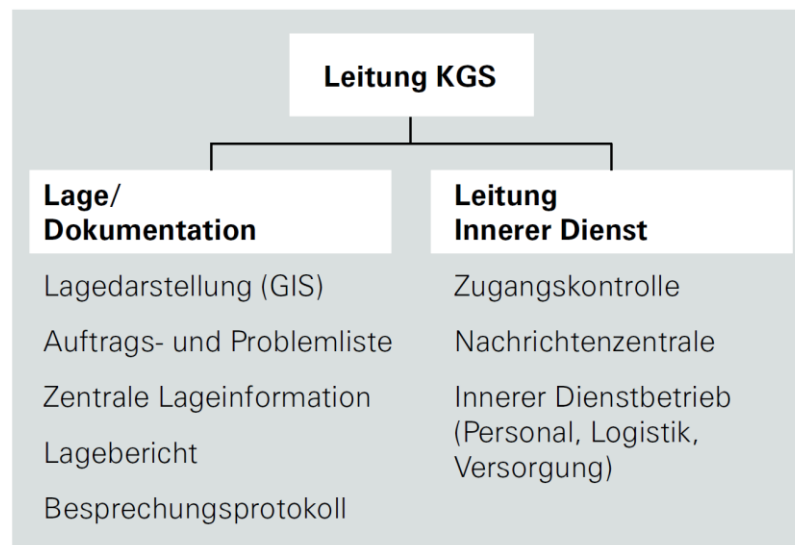 Leitung KGS
Lage/
Dokumentation
Lagedarstellung (GIS)
Auftrags- und Problemliste
Zentrale Lageinformation
Lagebericht
Besprechungsprotokoll
Leitung
Innerer Dienst
Zugangskontrolle
Nachrichtenzentrale
Innerer Dienstbetrieb
(Personal, Logistik,
Versorgung)